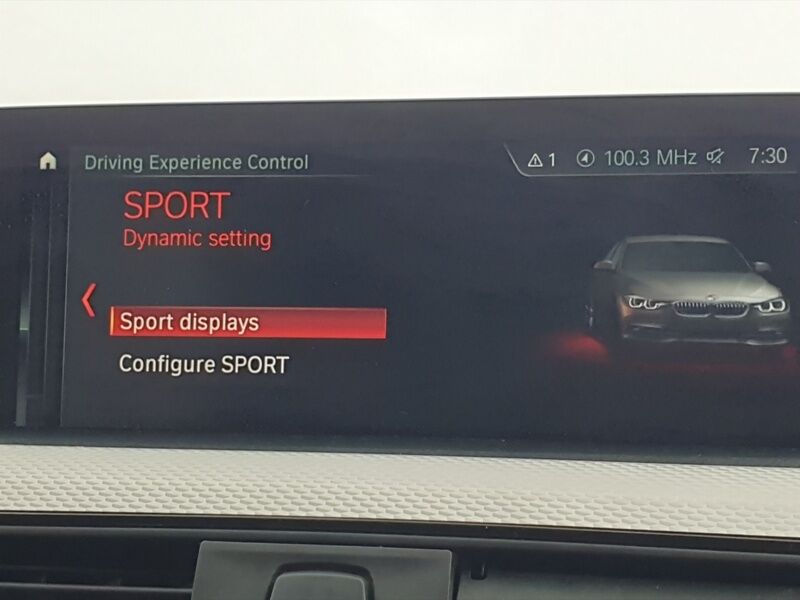 Driving Experience Control
1 100.3 MHz 7:30
SPORT
Dynamic setting
Sport displays
Configure SPORT